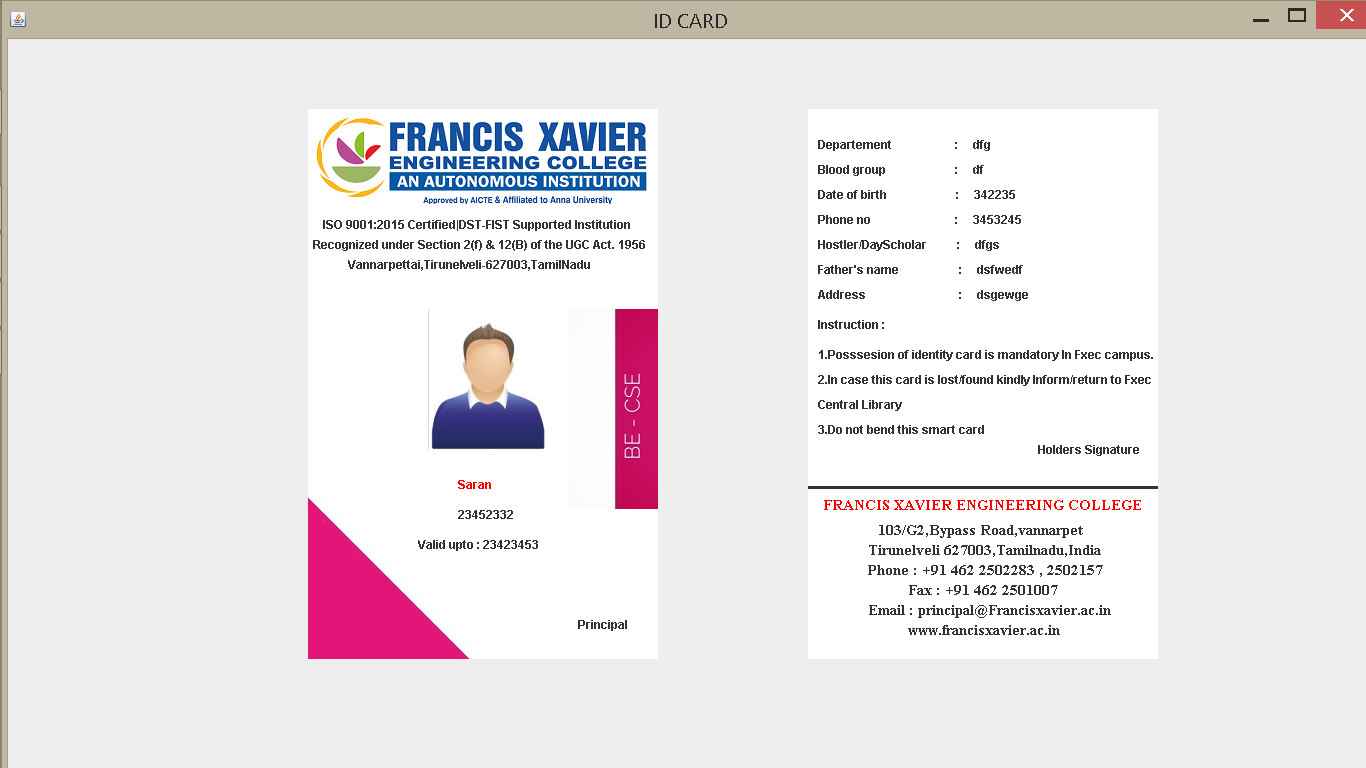 ID CARD
FRANCIS XAVIER
ENGINEERING COLLEGE
AN AUTONOMOUS INSTITUTION
Approved by AICTE & Affiliated to Anna University
ISO 9001:2015 Certified|DST-FIST Supported Institution
Recognized under Section 2(f) & 12(B) of the UGC Act. 1956
Vannarpettai,Tirunelveli-627003,TamilNadu
BE - CSE
Saran
23452332
Valid upto : 23423453
Principal
Departement : dfg
Blood group : df
Date of birth : 342235
Phone no : 3453245
Hostler/DayScholar : dfgs
Father's name : dsfwedf
Address : dsgewge
Instruction :
1.Posssesion of identity card is mandatory In Fxec campus.
2.In case this card is lost/found kindly Inform/return to Fxec
Central Library
3.Do not bend this smart card
Holders Signature
FRANCIS XAVIER ENGINEERING COLLEGE
103/G2,Bypass Road,vannarpet
Tirunelveli 627003,Tamilnadu,India
Phone : +91 462 2502283 , 2502157
Fax : +91 462 2501007
Email : principal@Francisxavier.ac.in
www.francisxavier.ac.in